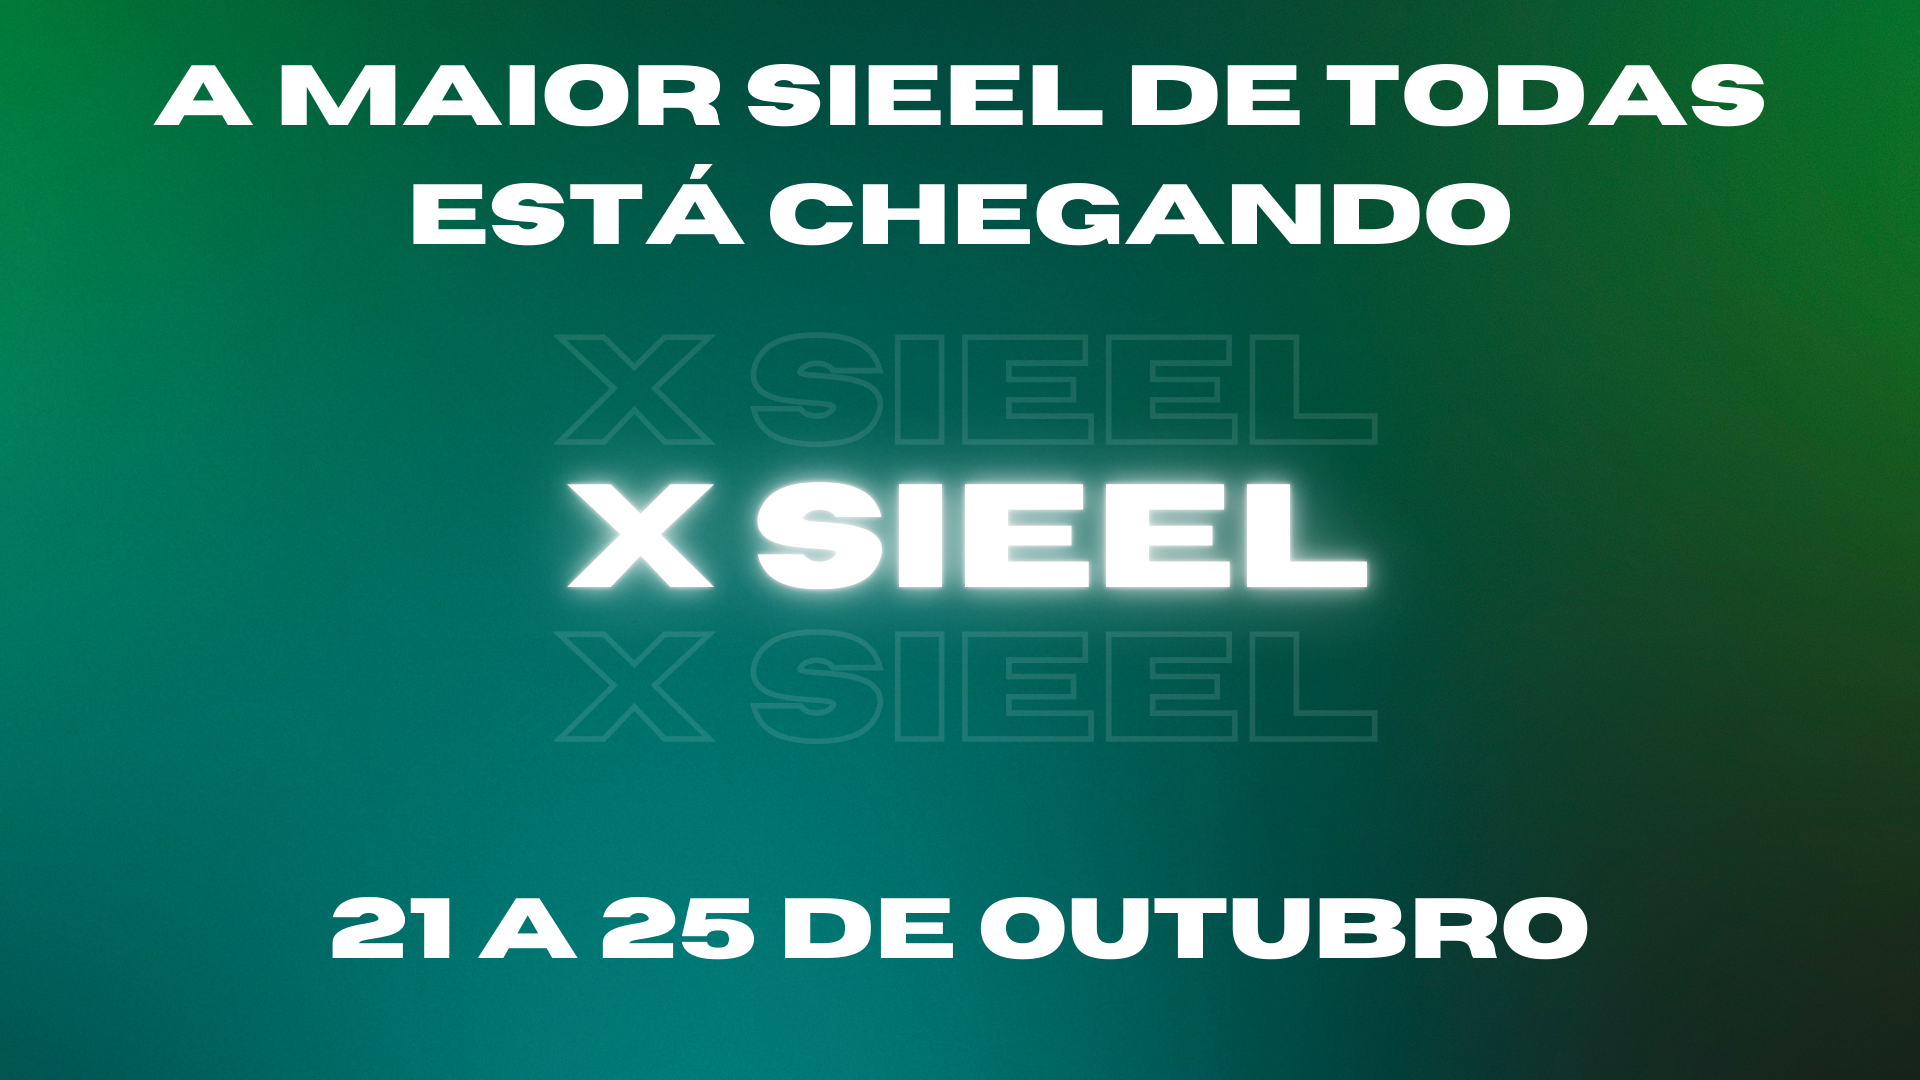 A MAIOR SIEEL DE TODAS
ESTÁ CHEGANDO
X SIEEL
X SIEEL
X SIEEL
21 A 25 DE OUTUBRO